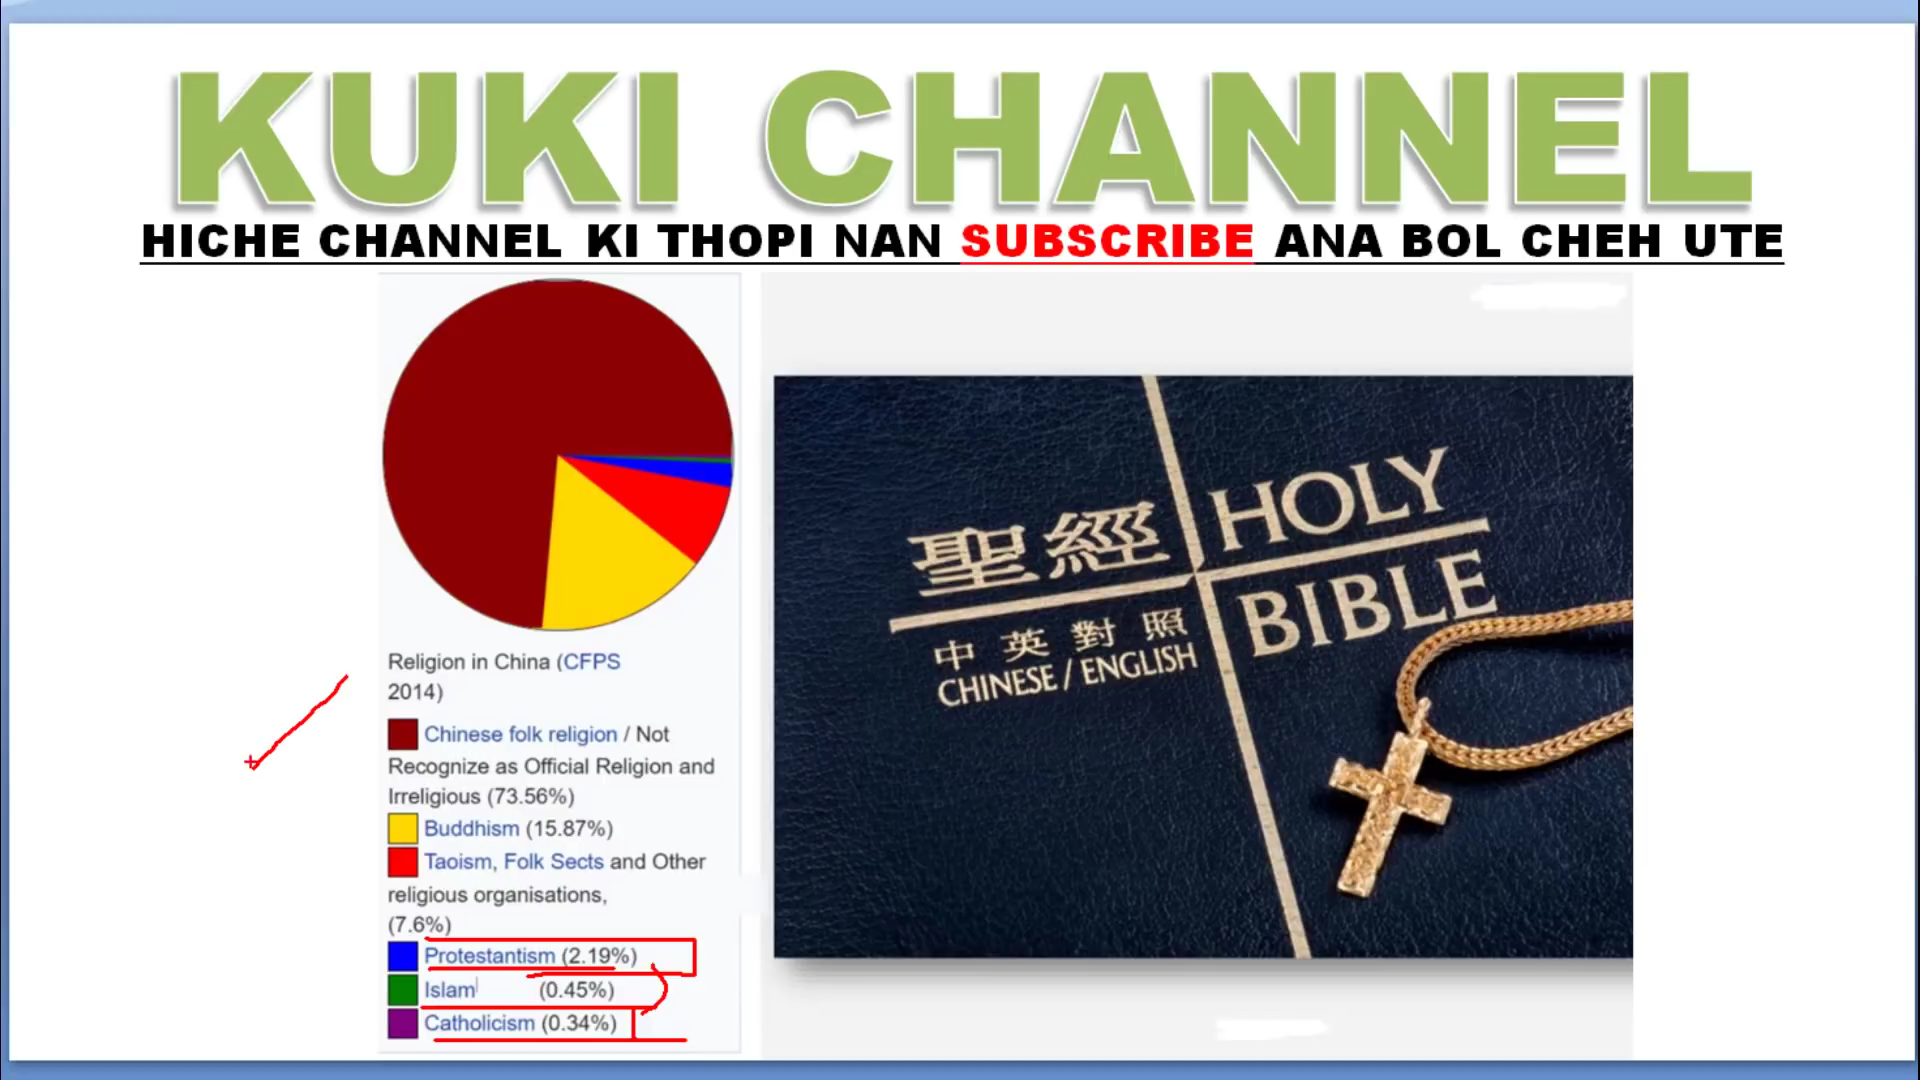 KUKI CHANNEL
HICHE CHANNEL KI THOPI NAN SUBSCRIBE ANA BOL CHEH UTE
Religion in China (CFPS
2014)
Chinese folk religion / Not
Recognize as Official Religion and
Irreligious (73.56%)
Buddhism (15.87%)
Taoism, Folk Sects and Other
religious organisations,
(7.6%)
Protestantism (2.19%)
Islam (0.45%)
Catholicism (0.34%)
聖經
中英對照
CHINESE / ENGLISH
HOLY
BIBLE